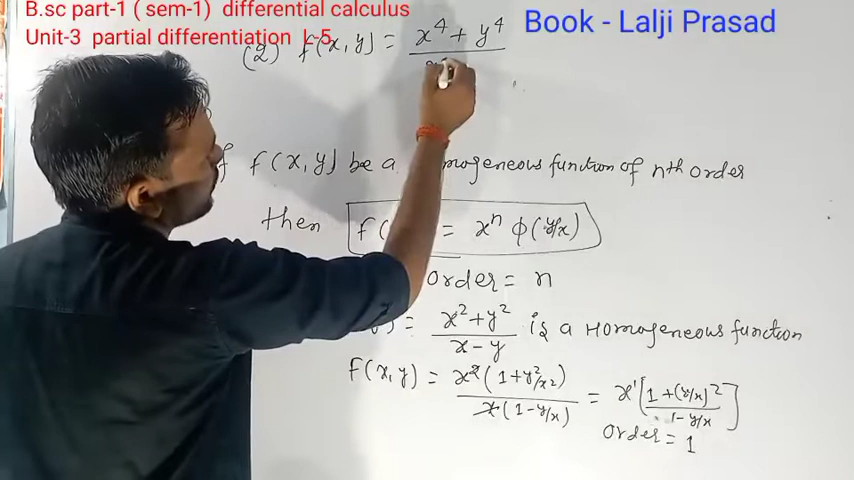 B.sc part-1 ( sem-1) differential calculus
Unit-3 partial differentiation L-5
Book - Lalji Prasad
(2) f(x,y) = x⁴ + y⁴
f(x,y) be a homogeneous function of nth order
then f( = xⁿ φ(y/x)
order = n
= x²+y² / x-y is a Homogeneous function
F(x,y) = x²(1+y²/x²) / x(1-y/x) = x¹[1+(y/x)² / 1-y/x]
order = 1